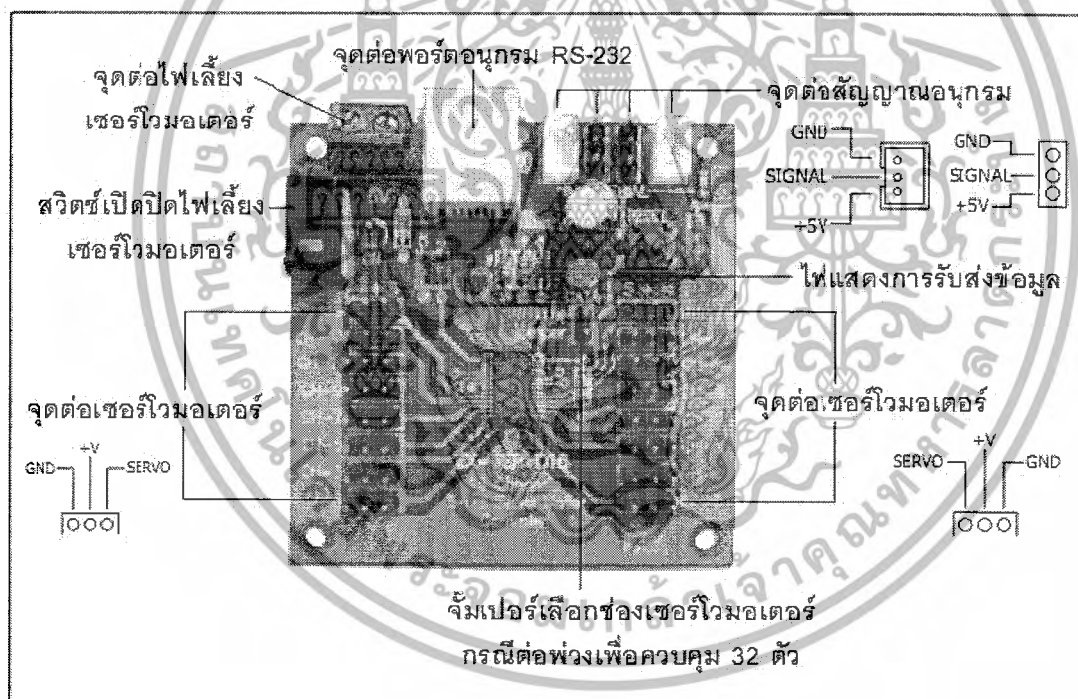 จุดต่อพอร์ตอนุกรม RS-232
จุดต่อไฟเลี้ยง
เซอร์โวมอเตอร์
จุดต่อสัญญาณอนุกรม
GND
SIGNAL
+5V
GND
SIGNAL
+5V
สวิตช์เปิดปิดไฟเลี้ยง
เซอร์โวมอเตอร์
ไฟแสดงการรับส่งข้อมูล
จุดต่อเซอร์โวมอเตอร์
+V
GND
SERVO
จุดต่อเซอร์โวมอเตอร์
+V
SERVO
GND
จั๊มเปอร์เลือกช่องเซอร์โวมอเตอร์
กรณีต่อพ่วงเพื่อควบคุม 32 ตัว